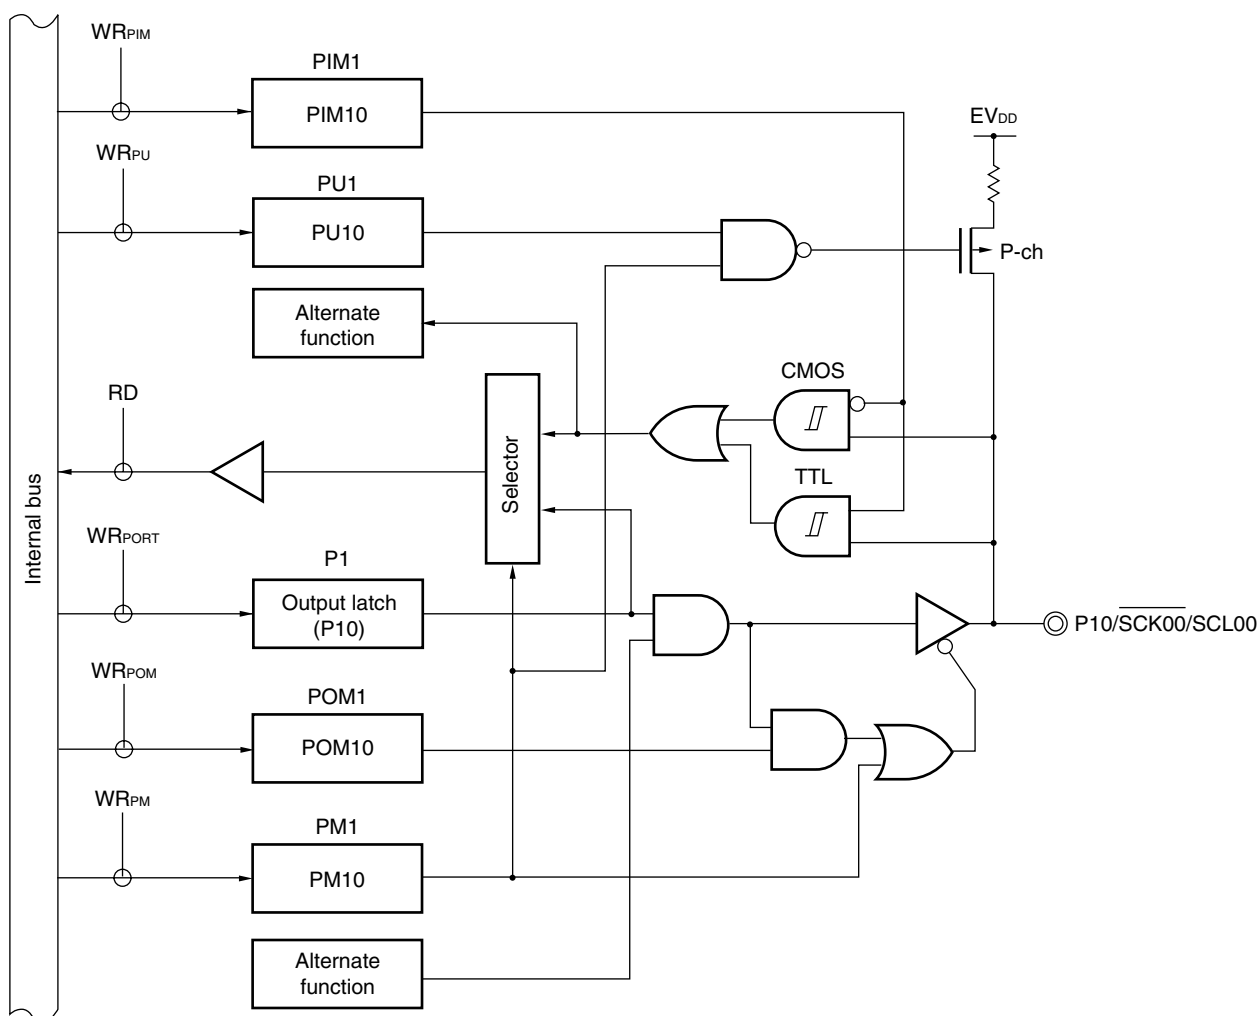 WRPIM
PIM1
PIM10
EVDD
WRPU
PU1
PU10
P-ch
Alternate
function
CMOS
RD
Selector
TTL
Internal bus
WRPORT
P1
Output latch
(P10)
P10/SCK00/SCL00
WRPOM
POM1
POM10
WRPM
PM1
PM10
Alternate
function